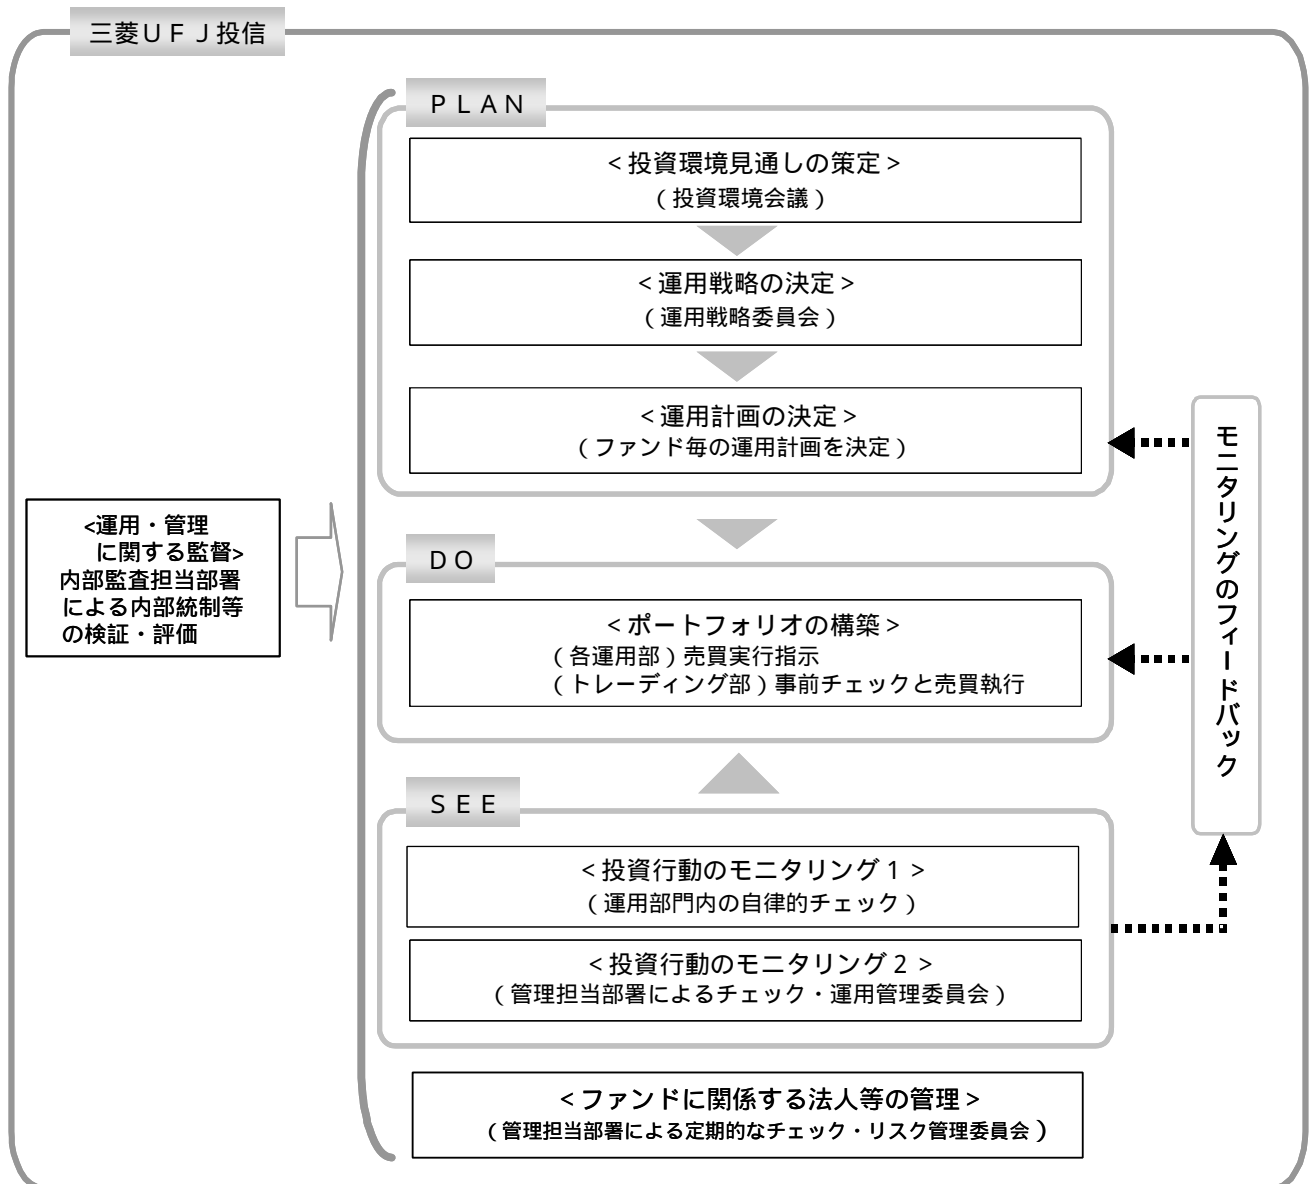 三菱ＵＦＪ投信
ＰＬＡＮ
＜投資環境見通しの策定＞
（投資環境会議）
＜運用戦略の決定＞
（運用戦略委員会）
＜運用計画の決定＞
（ファンド毎の運用計画を決定）
<運用・管理
に関する監督>
内部監査担当部署
による内部統制等
の検証・評価
ＤＯ
＜ポートフォリオの構築＞
（各運用部）売買実行指示
（トレーディング部）事前チェックと売買執行
モニタリングのフィードバック
ＳＥＥ
＜投資行動のモニタリング１＞
（運用部門内の自律的チェック）
＜投資行動のモニタリング２＞
（管理担当部署によるチェック・運用管理委員会）
＜ファンドに関係する法人等の管理＞
（管理担当部署による定期的なチェック・リスク管理委員会）